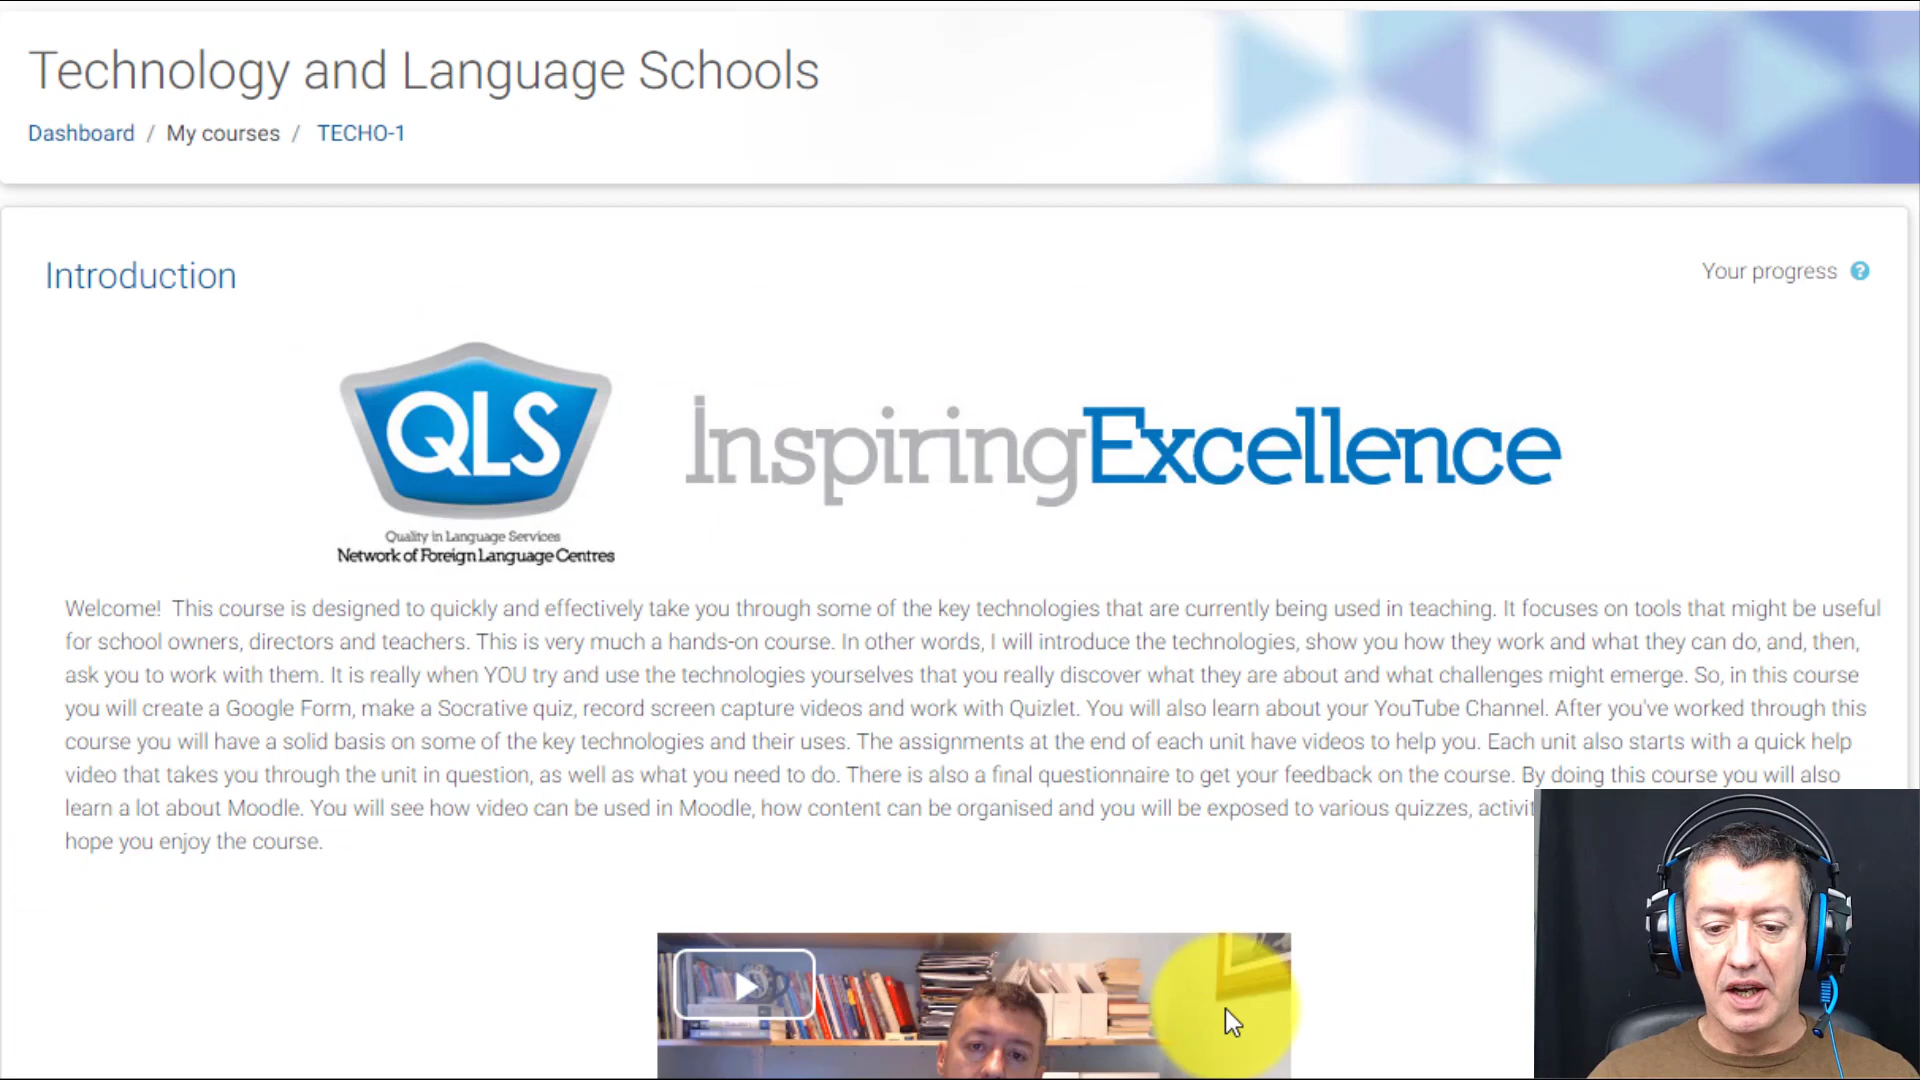 Technology and Language Schools
Dashboard / My courses / TECHO-1
Introduction
Your progress ?
QLS
Quality in Language Services
Network of Foreign Language Centres
InspiringExcellence
Welcome! This course is designed to quickly and effectively take you through some of the key technologies that are currently being used in teaching. It focuses on tools that might be useful
for school owners, directors and teachers. This is very much a hands-on course. In other words, I will introduce the technologies, show you how they work and what they can do, and, then,
ask you to work with them. It is really when YOU try and use the technologies yourselves that you really discover what they are about and what challenges might emerge. So, in this course
you will create a Google Form, make a Socrative quiz, record screen capture videos and work with Quizlet. You will also learn about your YouTube Channel. After you've worked through this
course you will have a solid basis on some of the key technologies and their uses. The assignments at the end of each unit have videos to help you. Each unit also starts with a quick help
video that takes you through the unit in question, as well as what you need to do. There is also a final questionnaire to get your feedback on the course. By doing this course you will also
learn a lot about Moodle. You will see how video can be used in Moodle, how content can be organised and you will be exposed to various quizzes, activit
hope you enjoy the course.